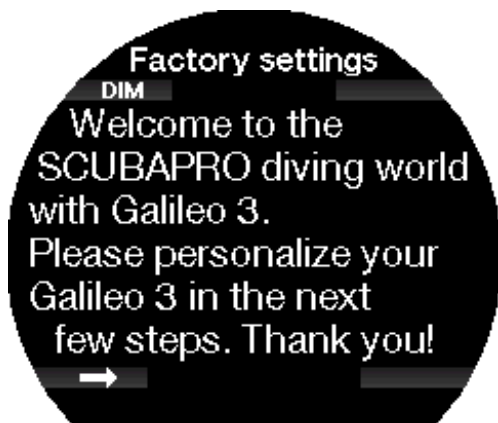 Factory settings
DIM
Welcome to the
SCUBAPRO diving world
with Galileo 3.
Please personalize your
Galileo 3 in the next
few steps. Thank you!